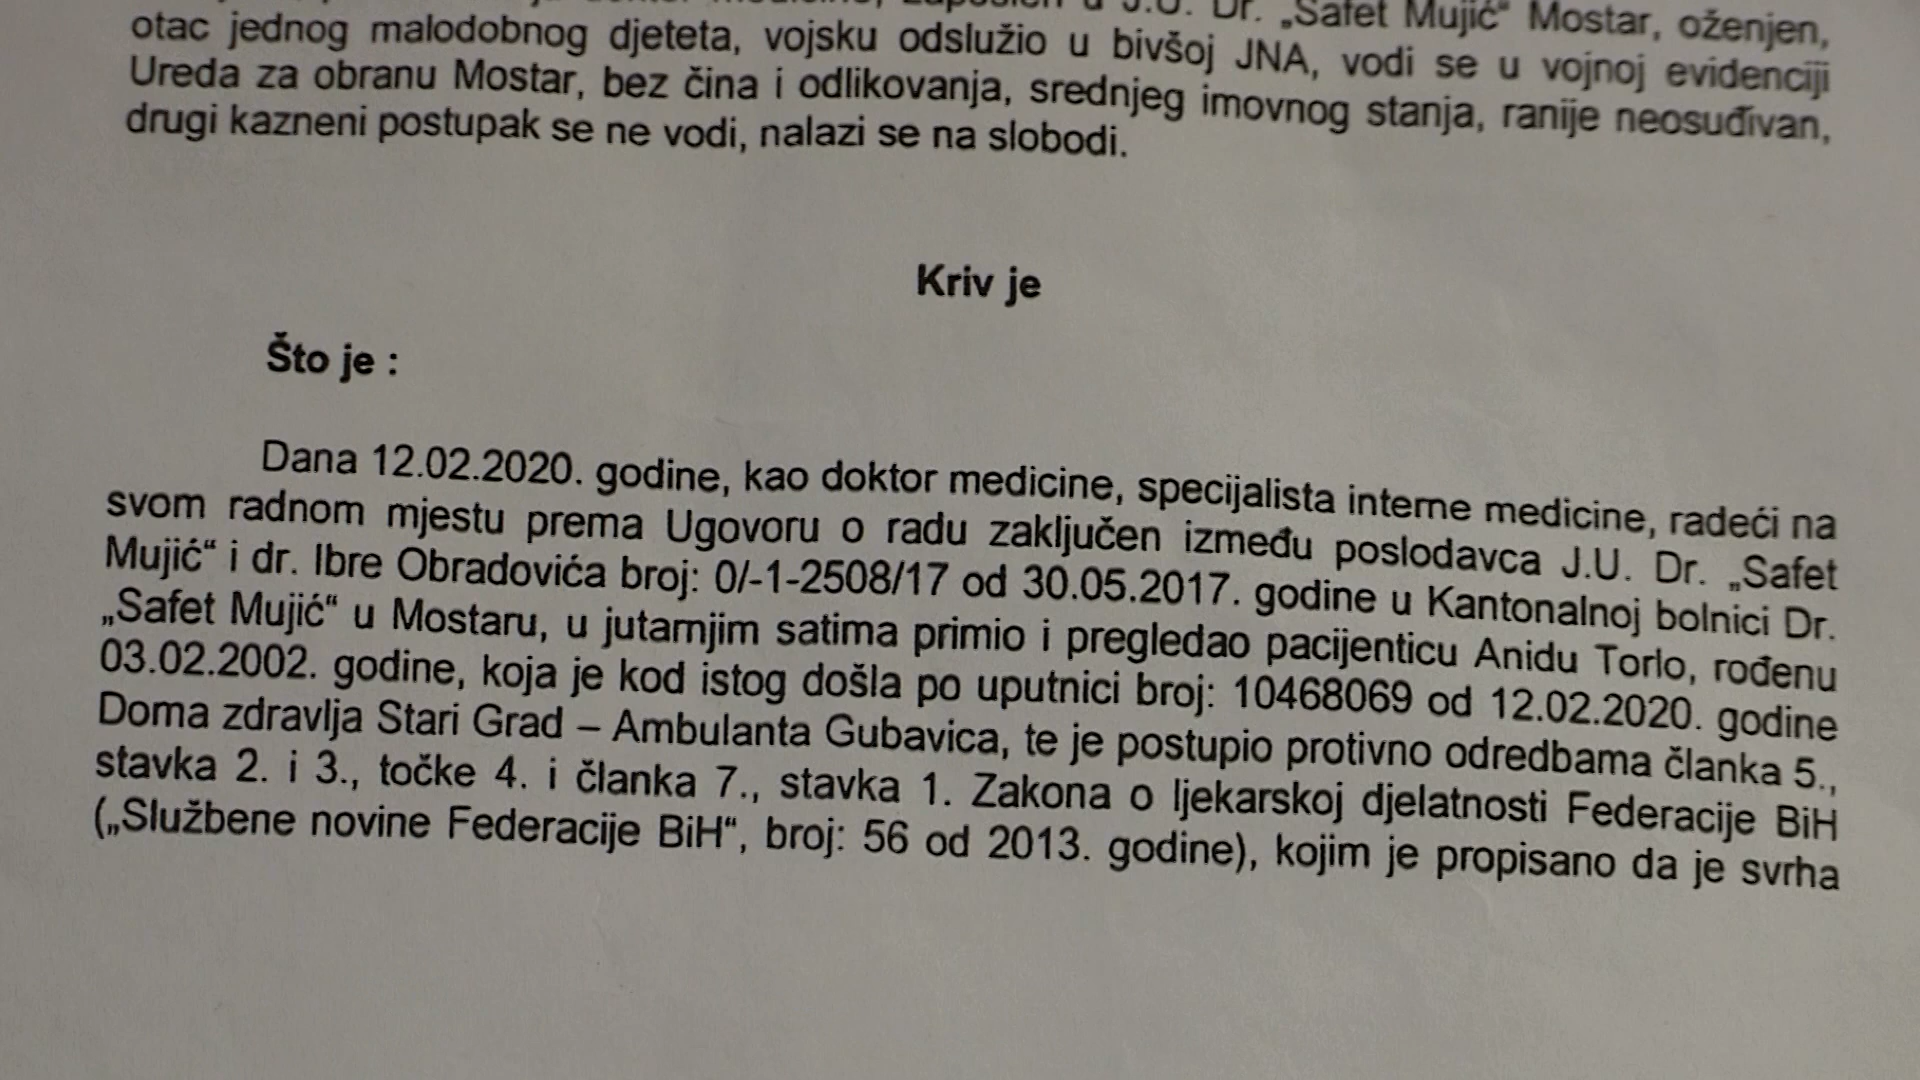 J.U. Dr. „Safet Mujić“ Mostar, oženjen,
otac jednog malodobnog djeteta, vojsku odslužio u bivšoj JNA, vodi se u vojnoj evidenciji
Ureda za obranu Mostar, bez čina i odlikovanja, srednjeg imovnog stanja, ranije neosuđivan,
drugi kazneni postupak se ne vodi, nalazi se na slobodi.
Kriv je
Što je :
Dana 12.02.2020. godine, kao doktor medicine, specijalista interne medicine, radeći na
svom radnom mjestu prema Ugovoru o radu zaključen između poslodavca J.U. Dr. „Safet
Mujić“ i dr. Ibre Obradovića broj: 0/-1-2508/17 od 30.05.2017. godine u Kantonalnoj bolnici Dr.
„Safet Mujić“ u Mostaru, u jutarnjim satima primio i pregledao pacijenticu Anidu Torlo, rođenu
03.02.2002. godine, koja je kod istog došla po uputnici broj: 10468069 od 12.02.2020. godine
Doma zdravlja Stari Grad – Ambulanta Gubavica, te je postupio protivno odredbama članka 5.,
stavka 2. i 3., točke 4. i članka 7., stavka 1. Zakona o ljekarskoj djelatnosti Federacije BiH
(„Službene novine Federacije BiH“, broj: 56 od 2013. godine), kojim je propisano da je svrha